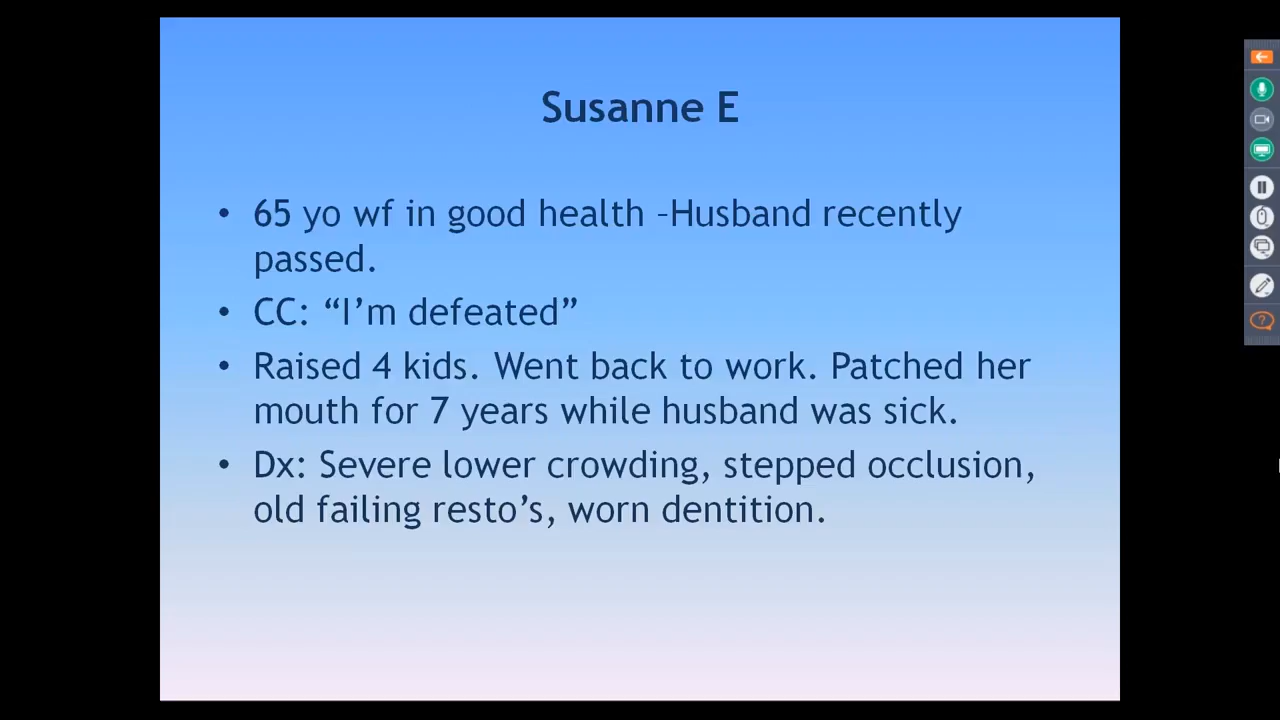 Susanne E
• 65 yo wf in good health –Husband recently
passed.
• CC: “I’m defeated”
• Raised 4 kids. Went back to work. Patched her
mouth for 7 years while husband was sick.
• Dx: Severe lower crowding, stepped occlusion,
old failing resto’s, worn dentition.